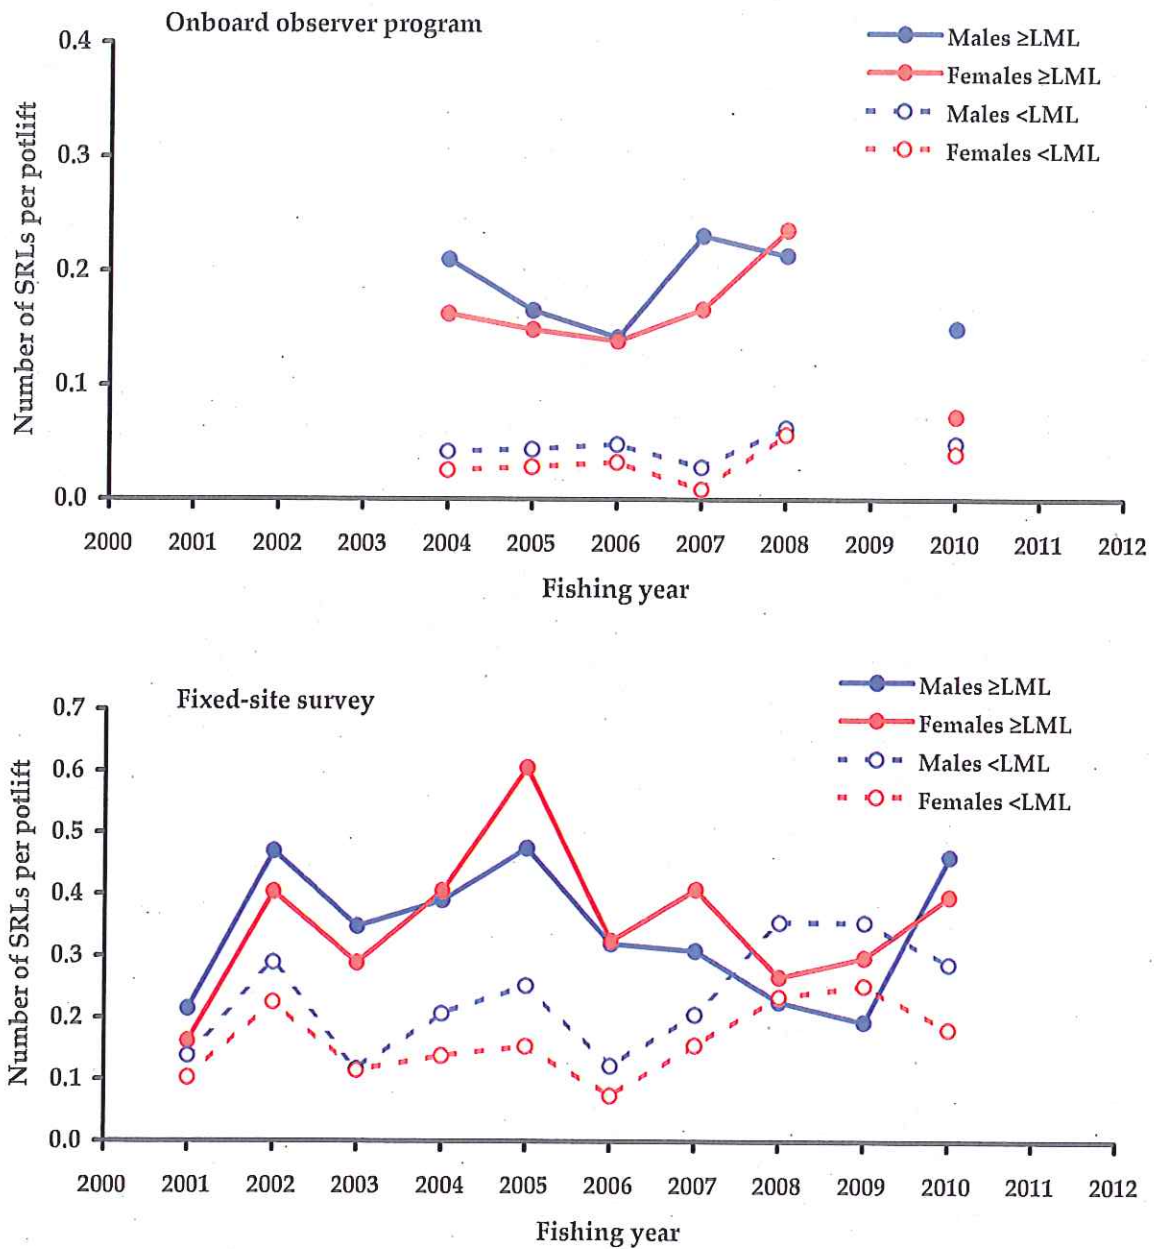 Onboard observer program
Males ≥LML
Females ≥LML
Males <LML
Females <LML
Number of SRLs per potlift
0.4
0.3
0.2
0.1
0.0
2000 2001 2002 2003 2004 2005 2006 2007 2008 2009 2010 2011 2012
Fishing year
Fixed-site survey
Males ≥LML
Females ≥LML
Males <LML
Females <LML
Number of SRLs per potlift
0.7
0.6
0.5
0.4
0.3
0.2
0.1
0.0
2000 2001 2002 2003 2004 2005 2006 2007 2008 2009 2010 2011 2012
Fishing year